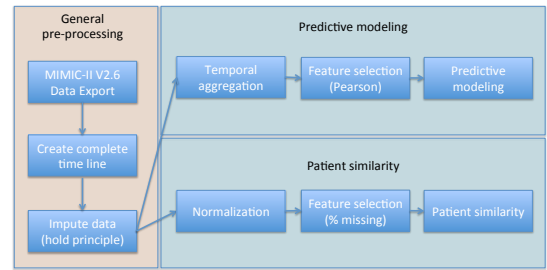 General
pre-processing
MIMIC-II V2.6
Data Export
Create complete
time line
Impute data
(hold principle)
Predictive modeling
Temporal
aggregation
Feature selection
(Pearson)
Predictive
modeling
Patient similarity
Normalization
Feature selection
(% missing)
Patient similarity